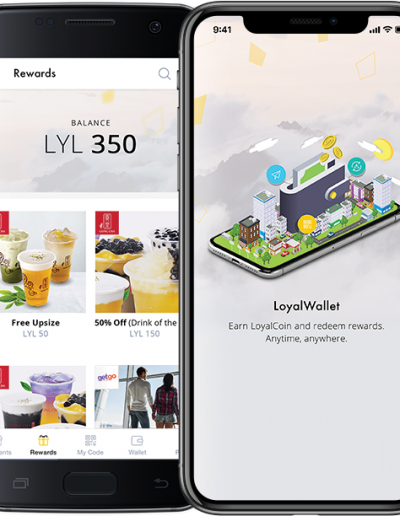 Rewards
BALANCE
LYL 350
Free Upsize
LYL 50
50% Off (Drink of the
LYL 150
getgo
Rewards
My Code
Wallet
9:41
LoyalWallet
Earn LoyalCoin and redeem rewards.
Anytime, anywhere.